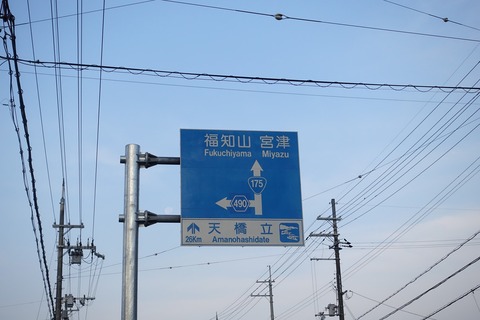 福知山 宮津
Fukuchiyama Miyazu
175
490
天橋立
26Km Amanohashidate